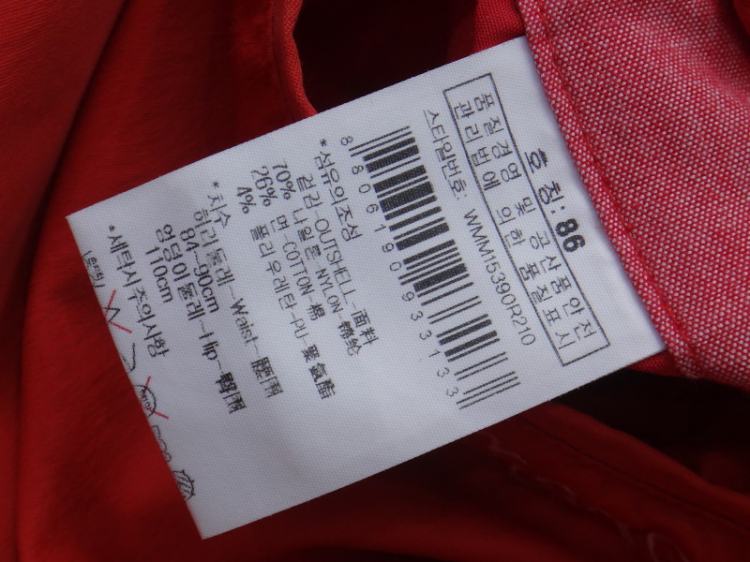 호칭: 86
품질경영 및 공산품안전
관리법에 의한 품질표시
스타일번호: WMM15390R210
8 806190 933133
*섬유의조성
겉감-OUTSHELL-面料
70% 나일론-NYLON-锦纶
26% 면-COTTON-棉
4% 폴리우레탄-PU-聚氨酯
*치수
허리둘레-Waist-腰围
84~90cm
엉덩이둘레-Hip-臀围
110cm
*세탁시주의사항